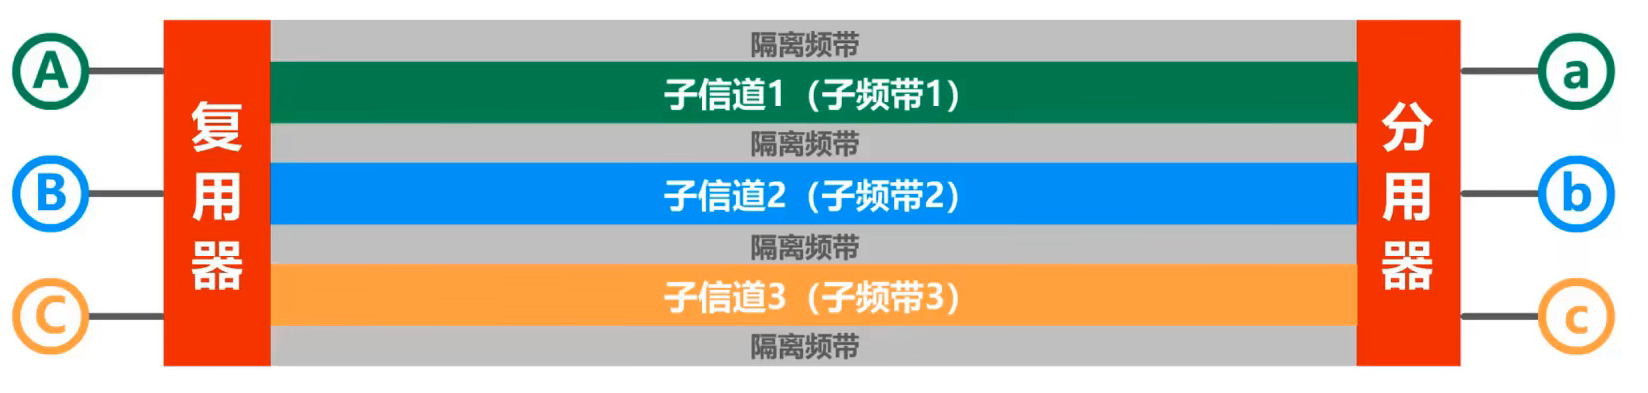 隔离频带
A
子信道1（子频带1）
a
隔离频带
复用器
B
子信道2（子频带2）
分用器
b
隔离频带
C
子信道3（子频带3）
c
隔离频带